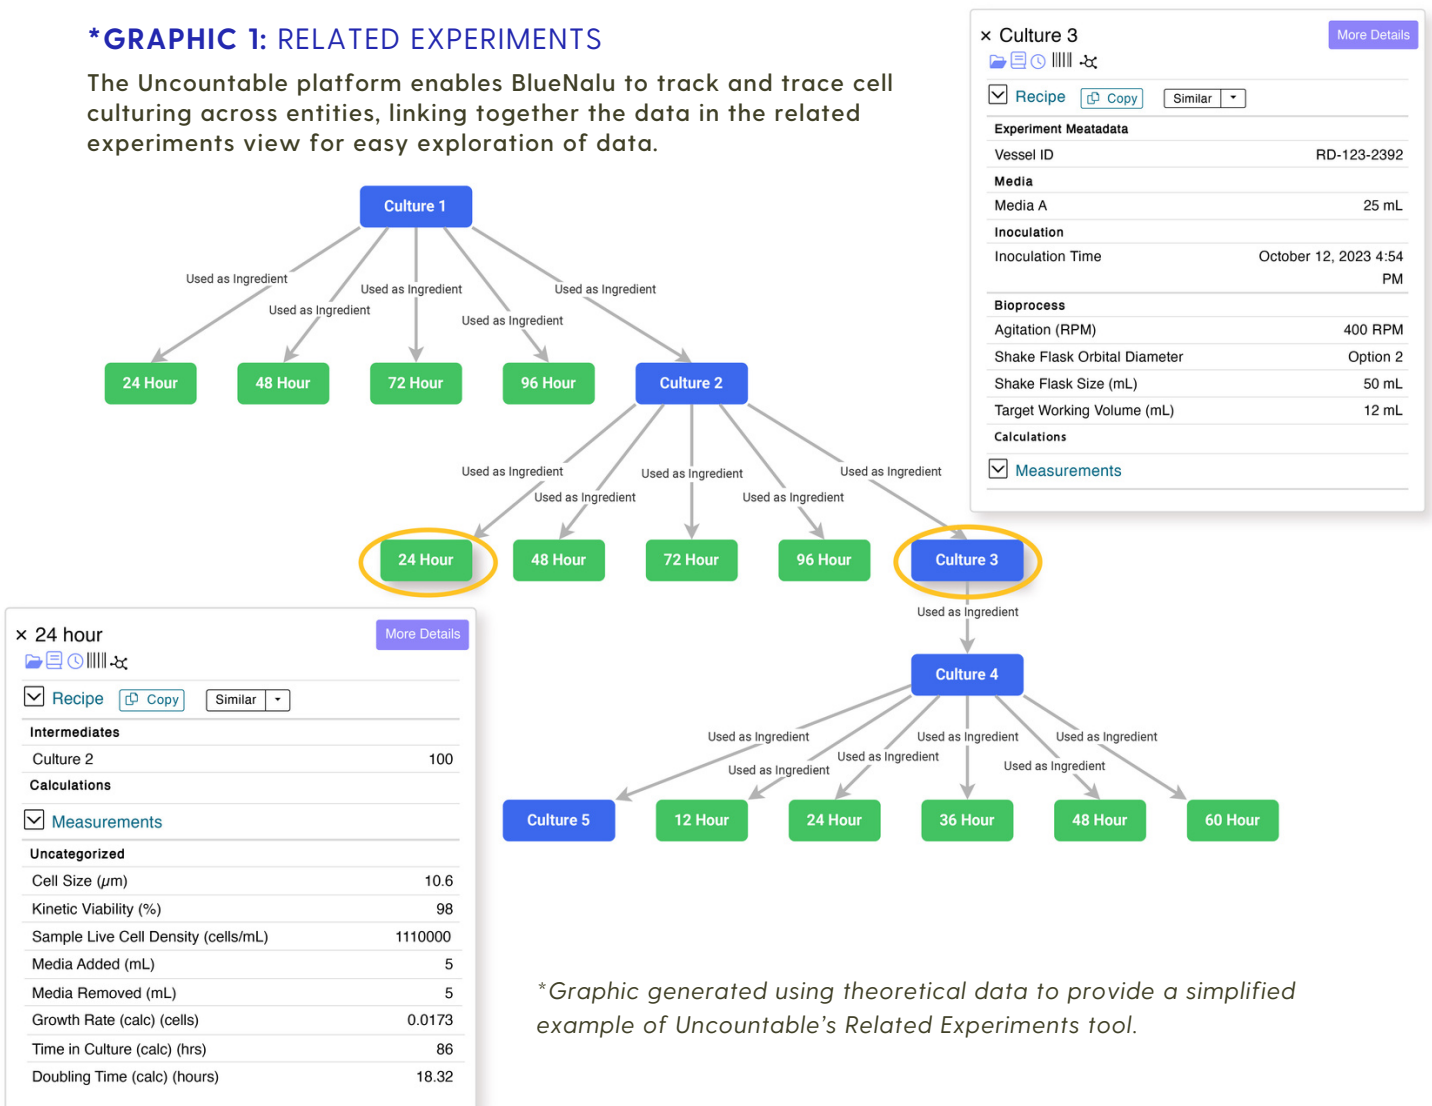 *GRAPHIC 1: RELATED EXPERIMENTS
The Uncountable platform enables BlueNalu to track and trace cell
culturing across entities, linking together the data in the related
experiments view for easy exploration of data.
× Culture 3
More Details
Recipe Copy Similar
Experiment Meatadata
Vessel ID RD-123-2392
Media
Media A 25 mL
Inoculation
Inoculation Time October 12, 2023 4:54
PM
Bioprocess
Agitation (RPM) 400 RPM
Shake Flask Orbital Diameter Option 2
Shake Flask Size (mL) 50 mL
Target Working Volume (mL) 12 mL
Calculations
Measurements
Culture 1
Used as Ingredient
Used as Ingredient
Used as Ingredient
Used as Ingredient
Used as Ingredient
24 Hour
48 Hour
72 Hour
96 Hour
Culture 2
Used as Ingredient
Used as Ingredient
Used as Ingredient
Used as Ingredient
Used as Ingredient
24 Hour
48 Hour
72 Hour
96 Hour
Culture 3
Used as Ingredient
Culture 4
Used as Ingredient
Used as Ingredient
Used as Ingredient
Used as Ingredient
Used as Ingredient
Used as Ingredient
Culture 5
12 Hour
24 Hour
36 Hour
48 Hour
60 Hour
× 24 hour
More Details
Recipe Copy Similar
Intermediates
Culture 2 100
Calculations
Measurements
Uncategorized
Cell Size (μm) 10.6
Kinetic Viability (%) 98
Sample Live Cell Density (cells/mL) 1110000
Media Added (mL) 5
Media Removed (mL) 5
Growth Rate (calc) (cells) 0.0173
Time in Culture (calc) (hrs) 86
Doubling Time (calc) (hours) 18.32
*Graphic generated using theoretical data to provide a simplified
example of Uncountable's Related Experiments tool.